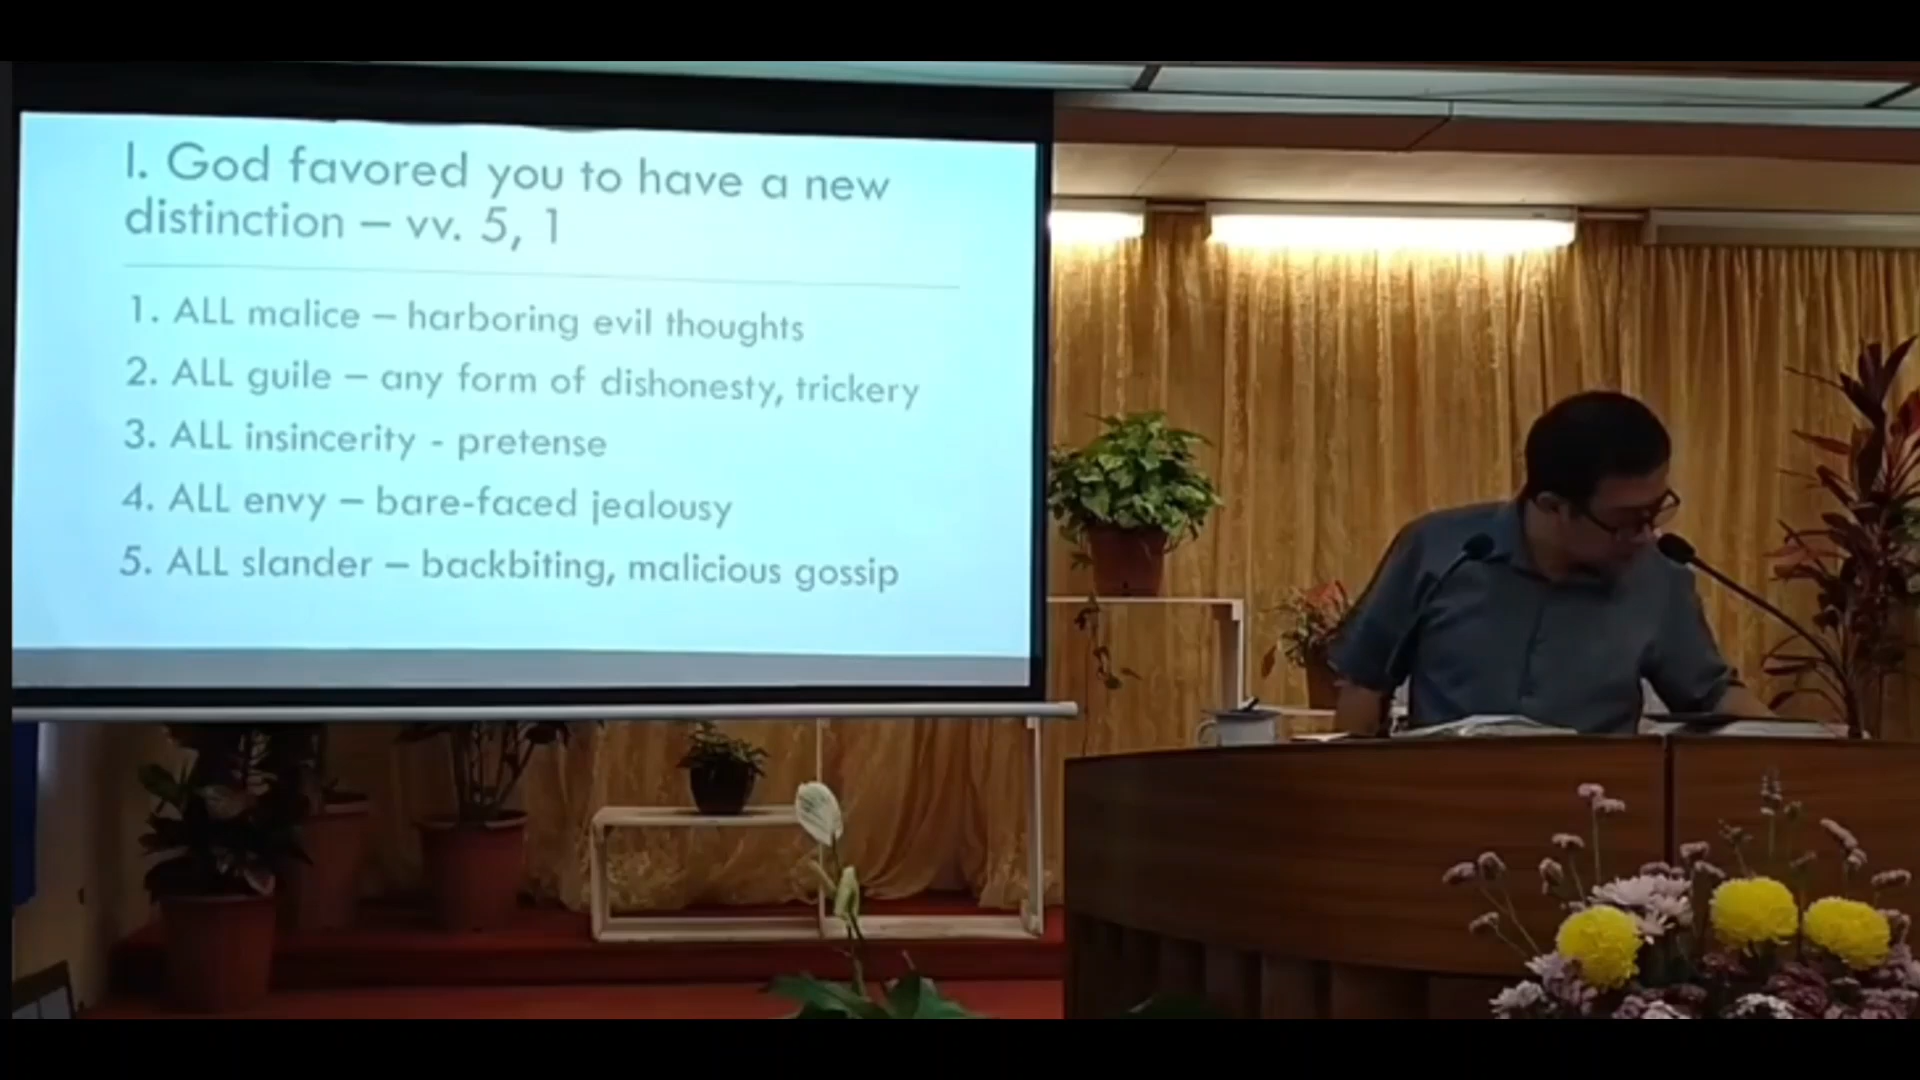 I. God favored you to have a new
distinction – vv. 5, 1
1. ALL malice – harboring evil thoughts
2. ALL guile – any form of dishonesty, trickery
3. ALL insincerity - pretense
4. ALL envy – bare-faced jealousy
5. ALL slander – backbiting, malicious gossip